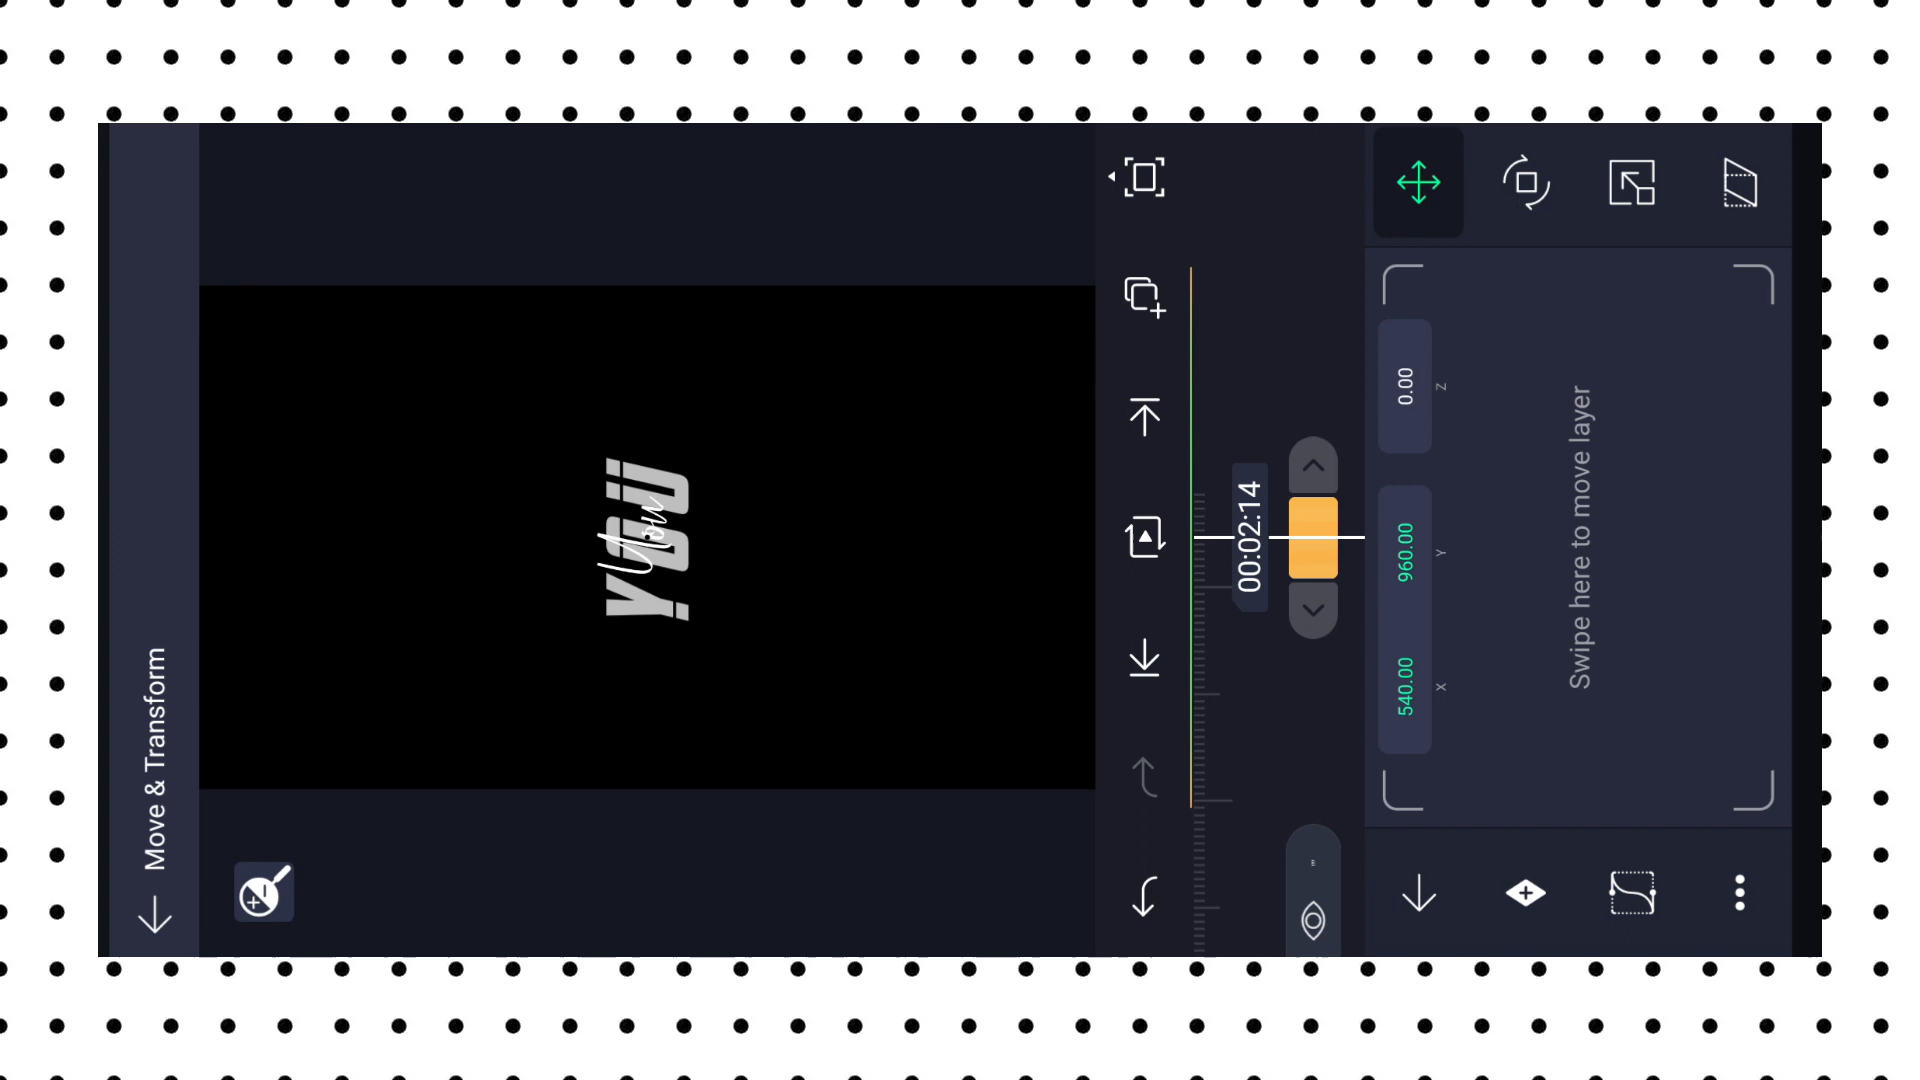 Move & Transform
YOU
You
00:02:14
540.00
960.00
0.00
X
Y
Z
Swipe here to move layer